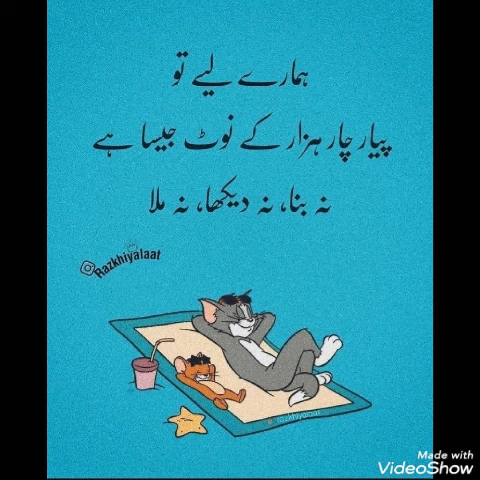 ہمارے لیے تو
پیار چار ہزار کے نوٹ جیسا ہے
نہ بنا، نہ دیکھا، نہ ملا
Razkhiyalaat
Razkhiyalaat
Made with
VideoShow